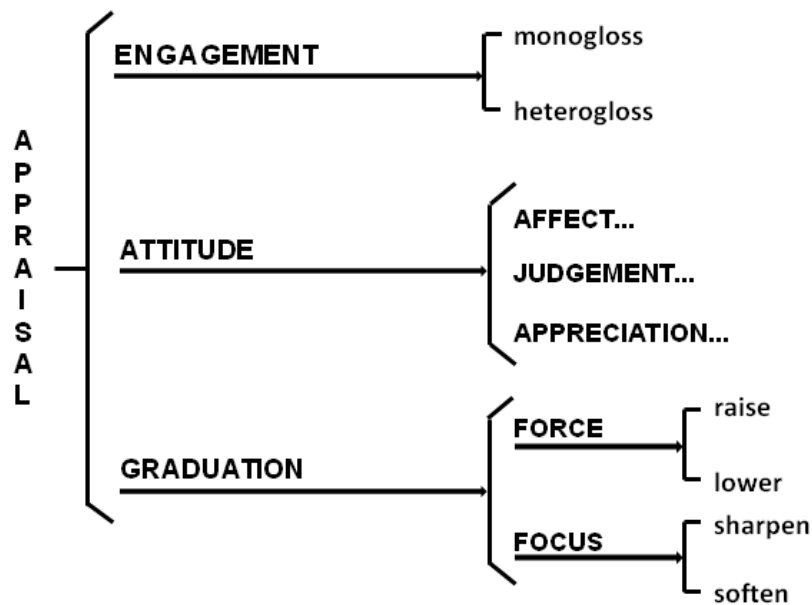 APPRAISAL
ENGAGEMENT
monogloss
heterogloss
ATTITUDE
AFFECT...
JUDGEMENT...
APPRECIATION...
GRADUATION
FORCE
raise
lower
FOCUS
sharpen
soften